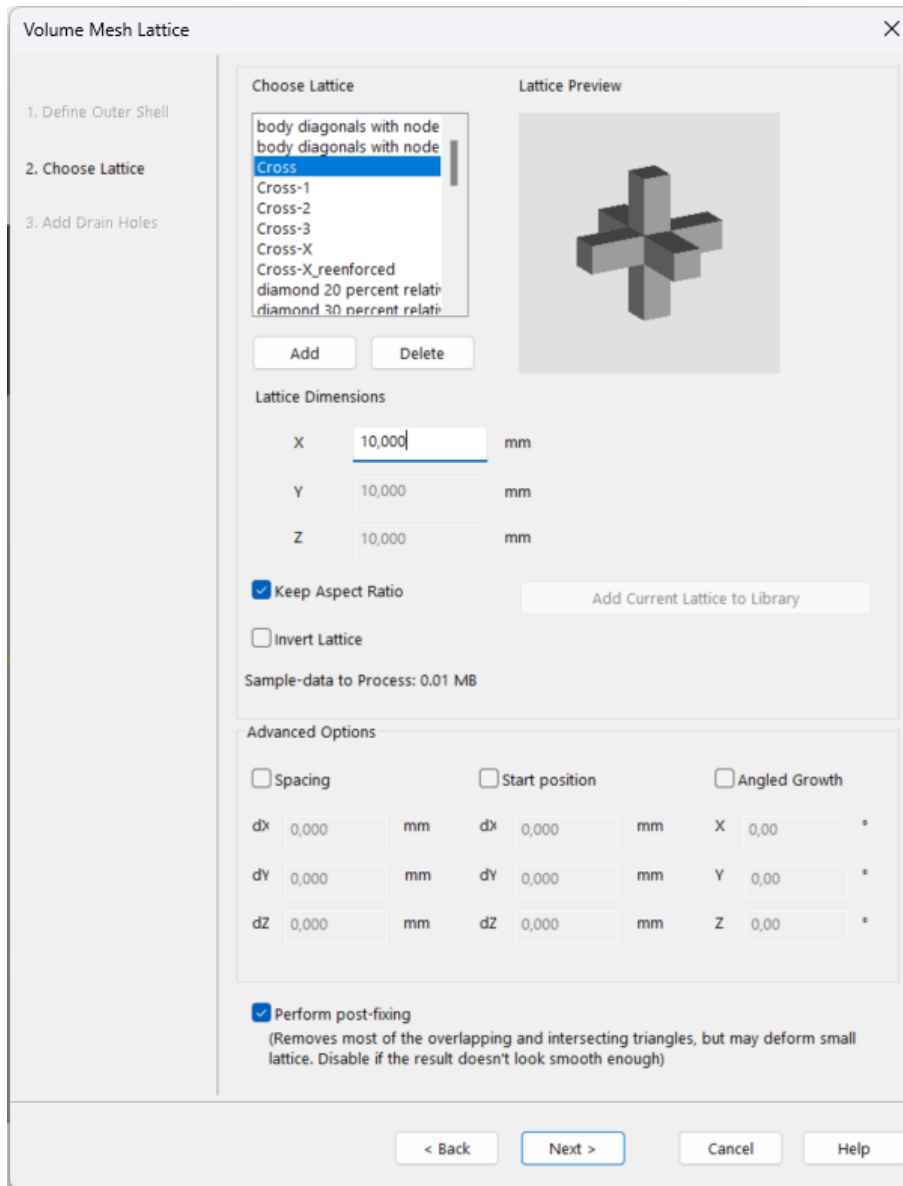 Volume Mesh Lattice
1. Define Outer Shell
2. Choose Lattice
3. Add Drain Holes
Choose Lattice
body diagonals with node
body diagonals with node
Cross
Cross-1
Cross-2
Cross-3
Cross-X
Cross-X_reenforced
diamond 20 percent relati
diamond 30 percent relati
Add
Delete
Lattice Preview
Lattice Dimensions
X 10,000 mm
Y 10,000 mm
Z 10,000 mm
Keep Aspect Ratio
Add Current Lattice to Library
Invert Lattice
Sample-data to Process: 0.01 MB
Advanced Options
Spacing
dX 0,000 mm
dY 0,000 mm
dZ 0,000 mm
Start position
dX 0,000 mm
dY 0,000 mm
dZ 0,000 mm
Angled Growth
X 0,00 °
Y 0,00 °
Z 0,00 °
Perform post-fixing
(Removes most of the overlapping and intersecting triangles, but may deform small
lattice. Disable if the result doesn't look smooth enough)
< Back
Next >
Cancel
Help